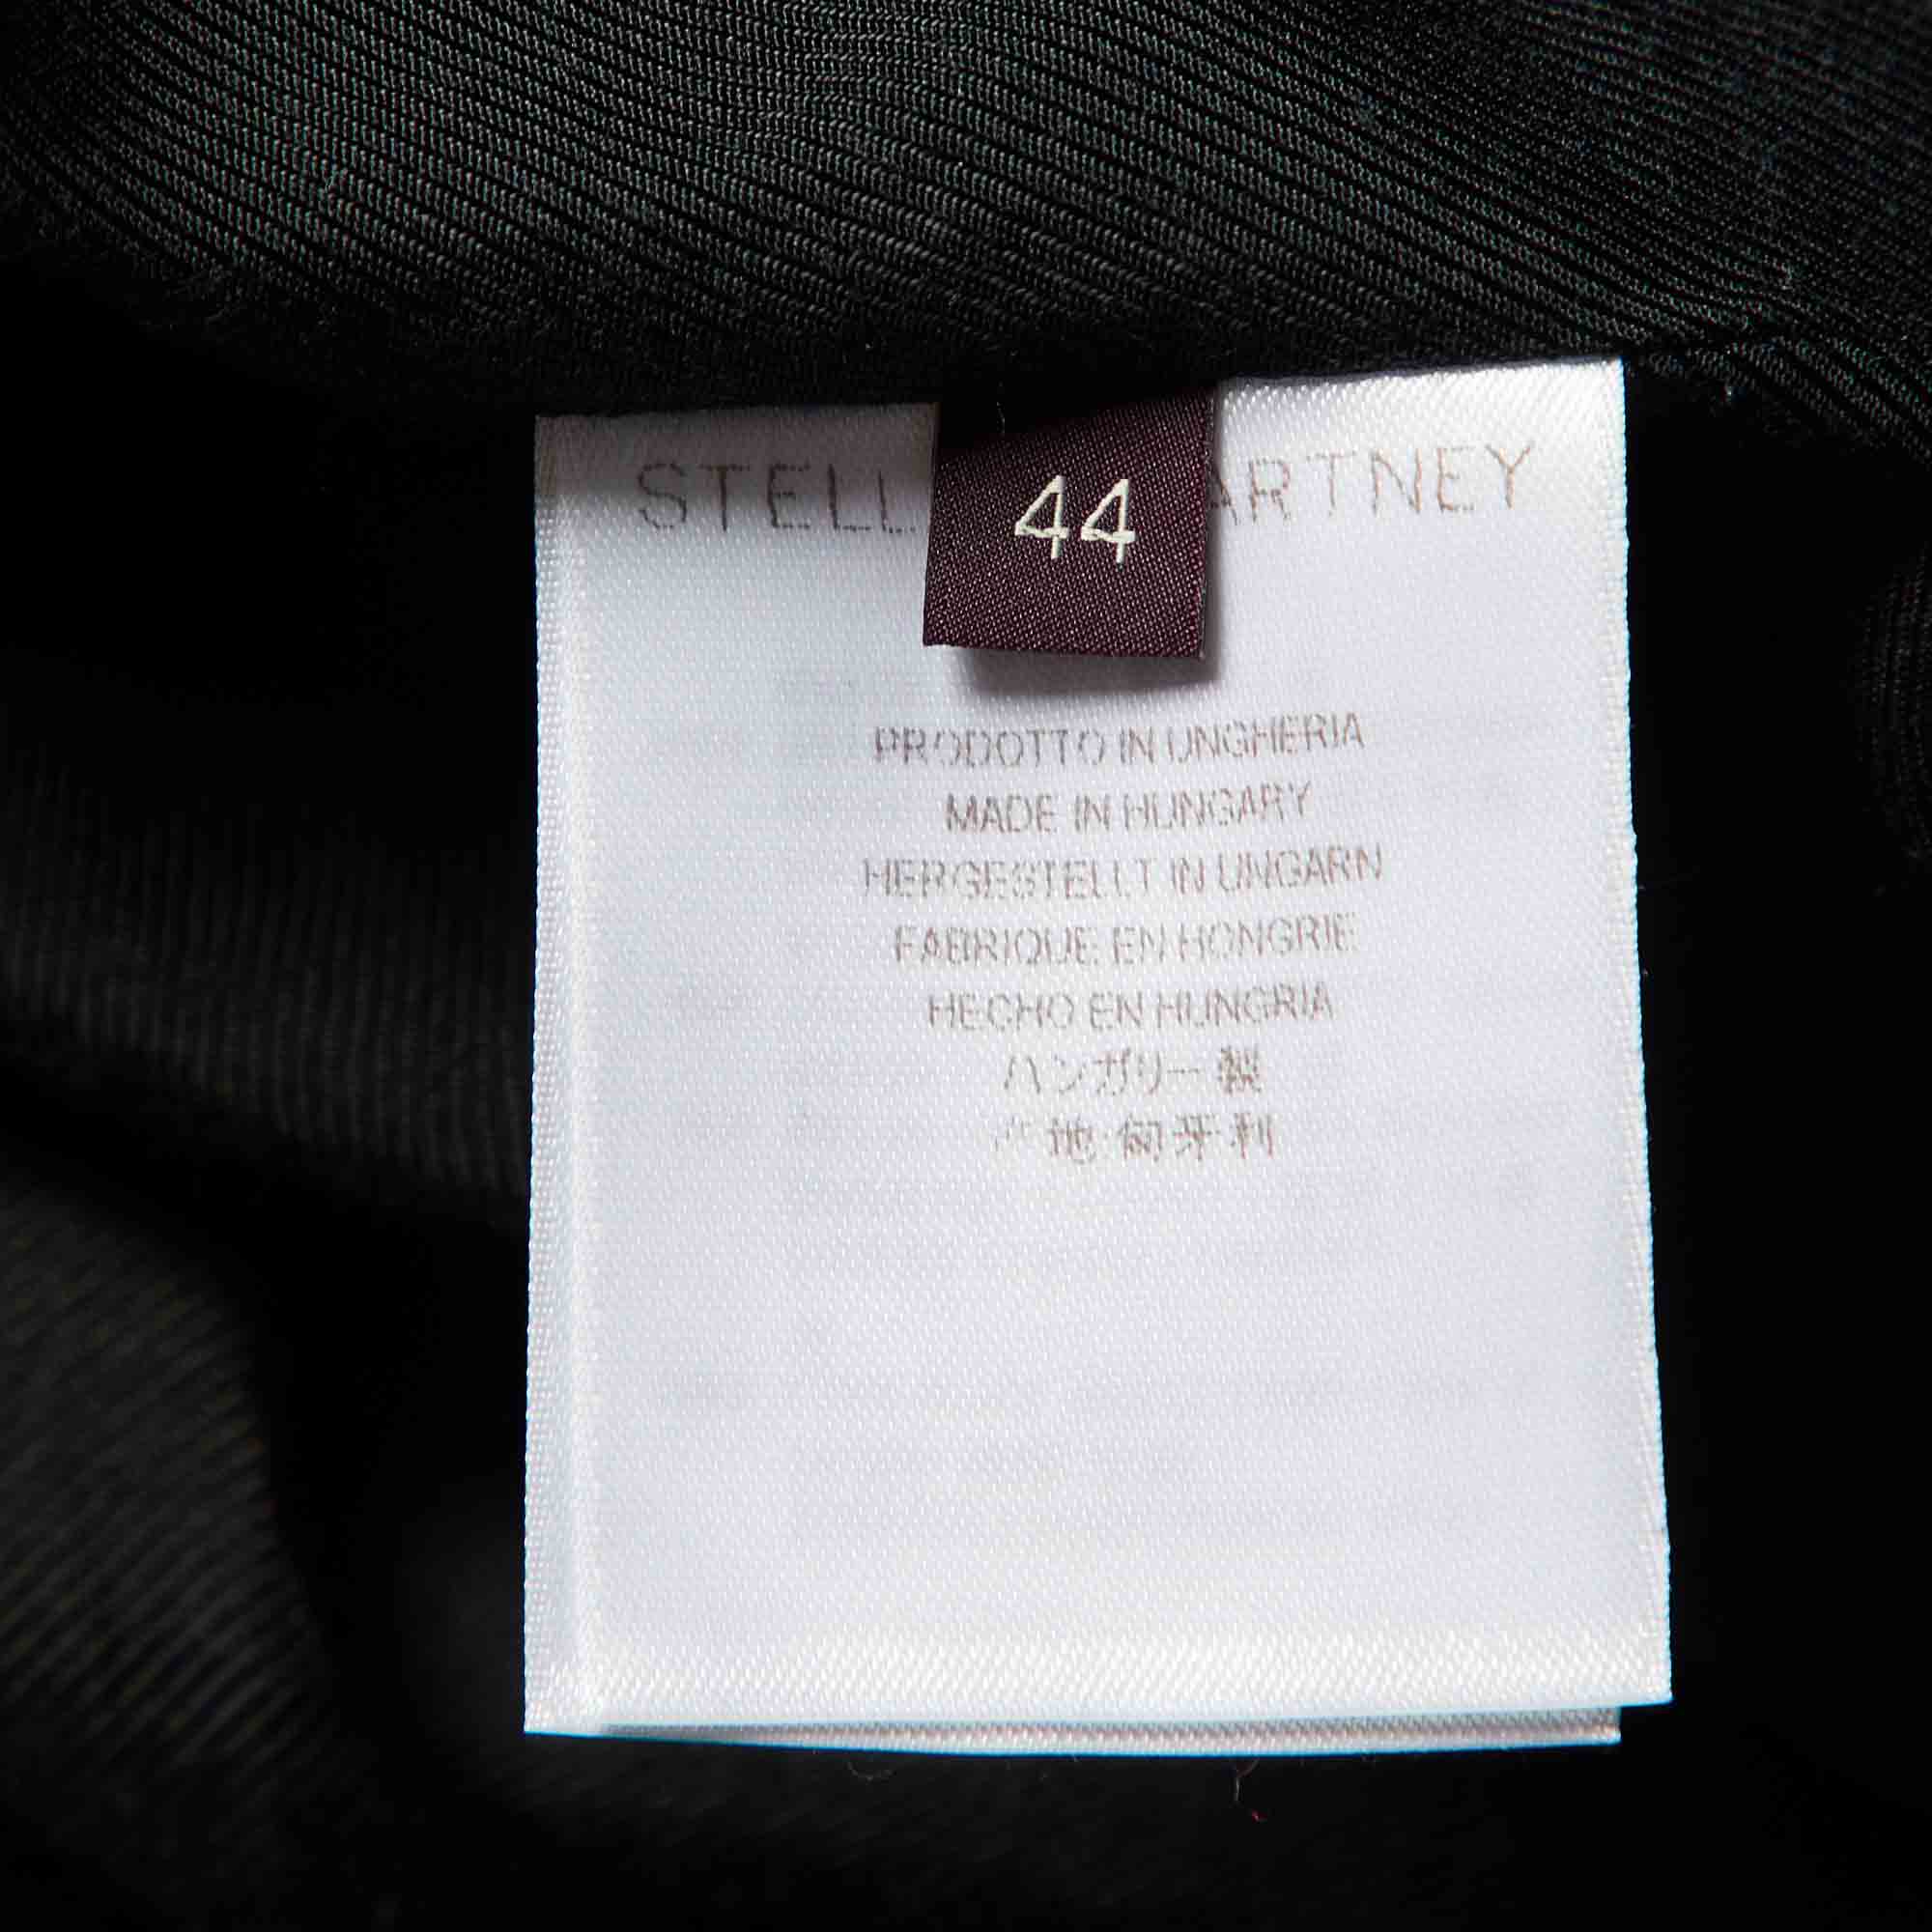 STELL ARTNEY
44
PRODOTTO IN UNGHERIA
MADE IN HUNGARY
HERGESTELLT IN UNGARN
FABRIQUE EN HONGRIE
HECHO EN HUNGRIA
ハンガリー製
产地:匈牙利